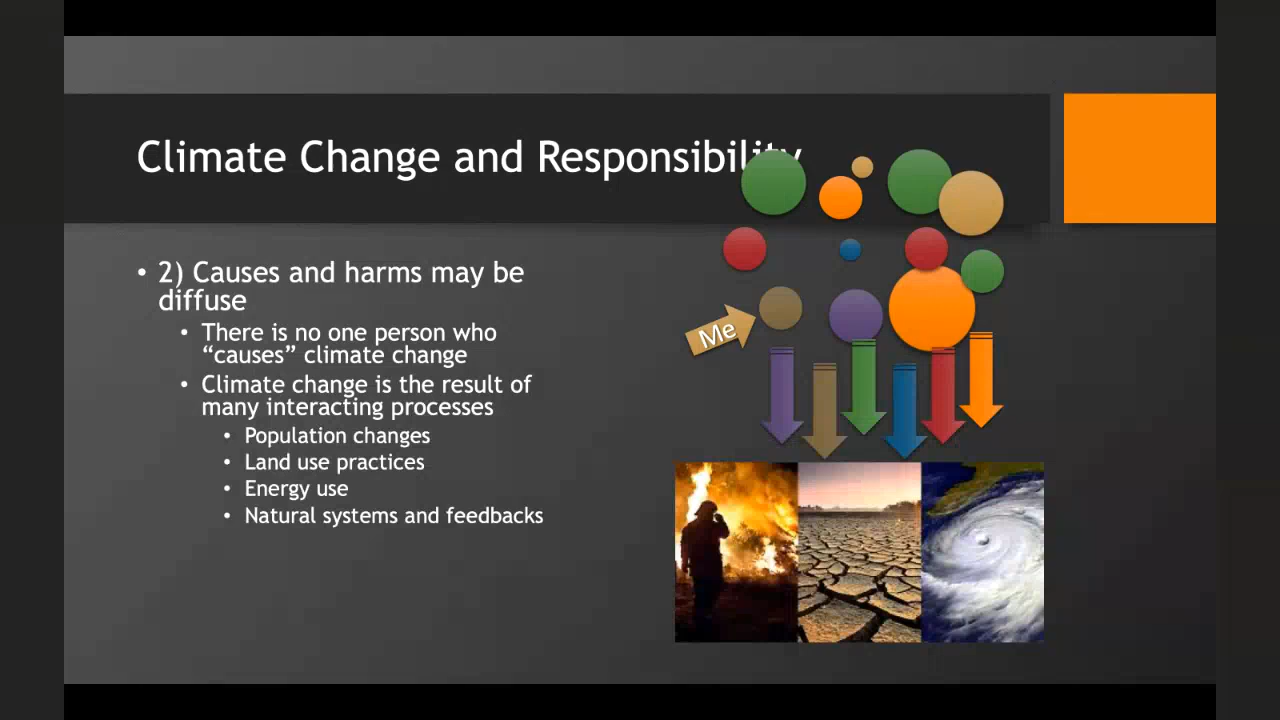 Climate Change and Responsibility
• 2) Causes and harms may be
diffuse
• There is no one person who
“causes” climate change
• Climate change is the result of
many interacting processes
• Population changes
• Land use practices
• Energy use
• Natural systems and feedbacks
Me